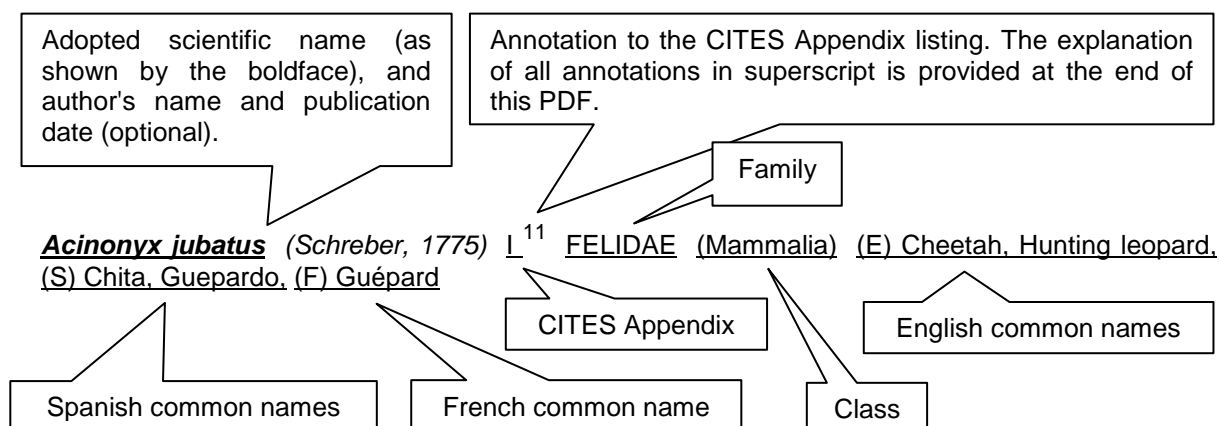 Adopted scientific name (as
shown by the boldface), and
author's name and publication
date (optional).
Annotation to the CITES Appendix listing. The explanation
of all annotations in superscript is provided at the end of
this PDF.
Family
Acinonyx jubatus (Schreber, 1775) I 11 FELIDAE (Mammalia) (E) Cheetah, Hunting leopard,
(S) Chita, Guepardo, (F) Guépard
CITES Appendix
English common names
Spanish common names
French common name
Class